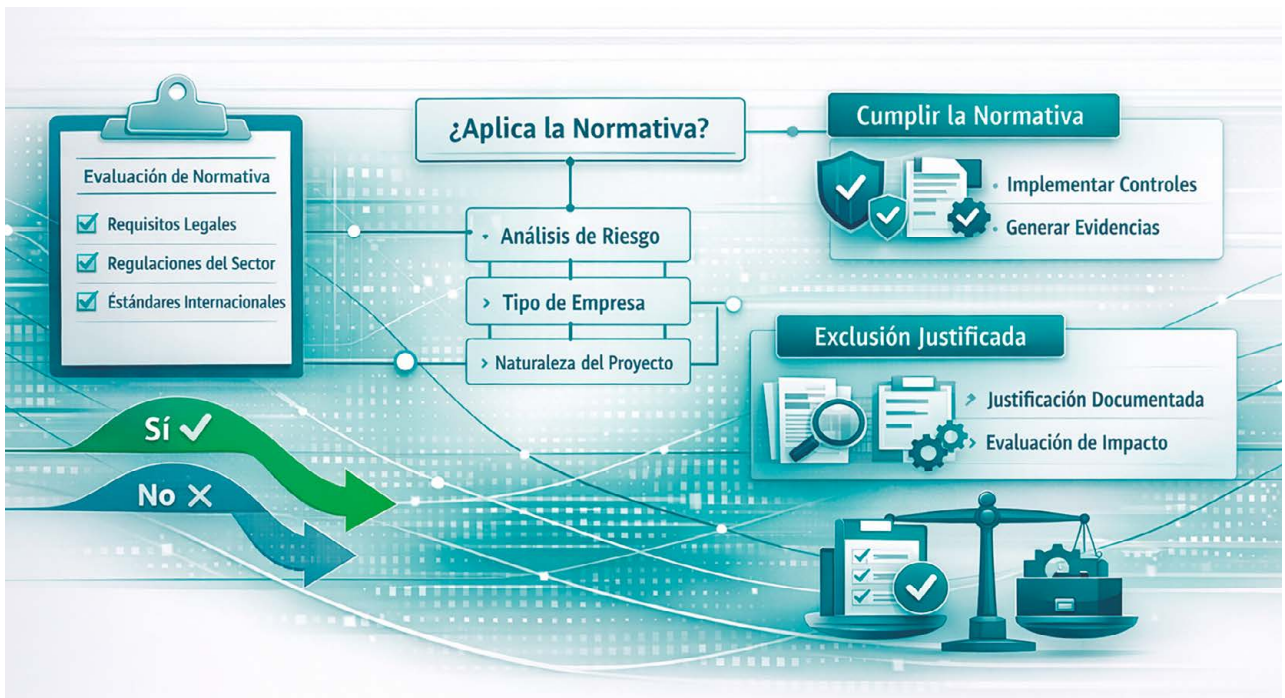 Evaluación de Normativa
Requisitos Legales
Regulaciones del Sector
Éstándares Internacionales
Sí
No
¿Aplica la Normativa?
Análisis de Riesgo
Tipo de Empresa
Naturaleza del Proyecto
Cumplir la Normativa
Implementar Controles
Generar Evidencias
Exclusión Justificada
Justificación Documentada
Evaluación de Impacto